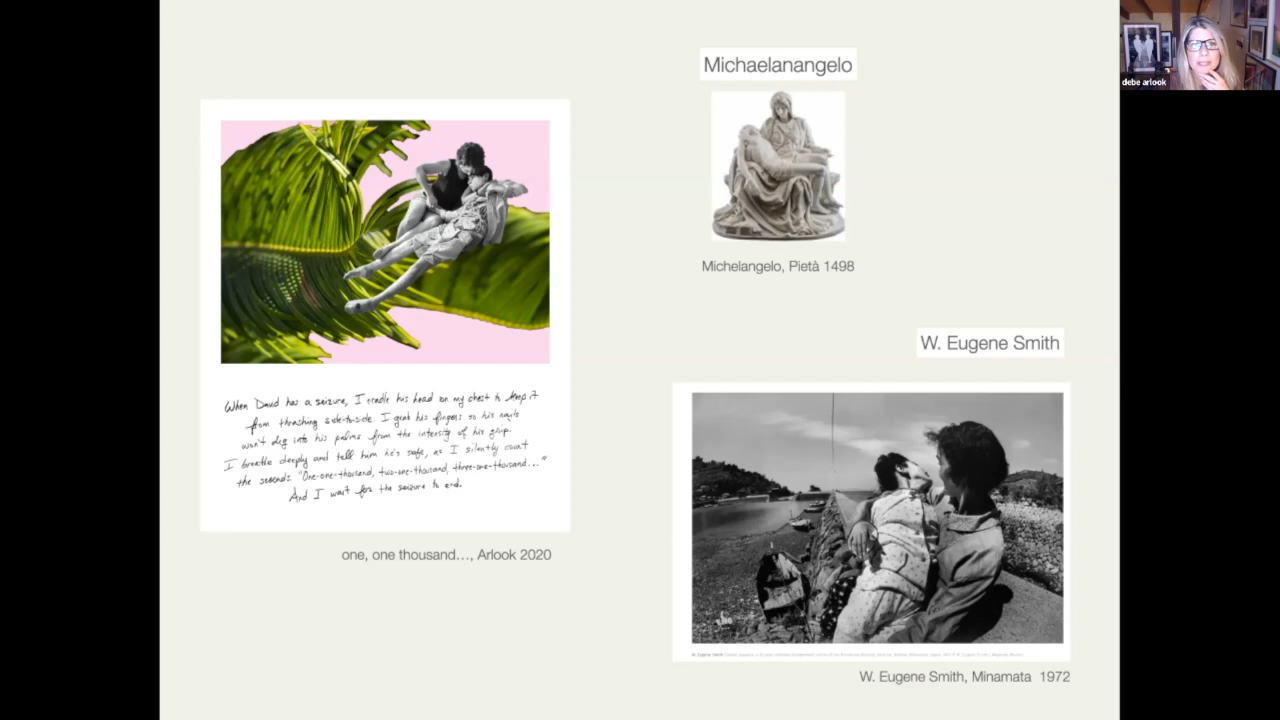 debe arlook
Michaelanangelo
Michelangelo, Pietà 1498
When David has a seizure, I cradle his head on my chest to keep it
from thrashing side-to-side. I grab his fingers so his nails
won't dig into his palms from the intensity of his grip.
I breathe deeply and tell him he's safe, as I silently count
the seconds "One-one-thousand, two-one-thousand, three-one-thousand..."
And I wait for the seizure to end.
one, one thousand…, Arlook 2020
W. Eugene Smith
W. Eugene Smith
W. Eugene Smith, Minamata 1972